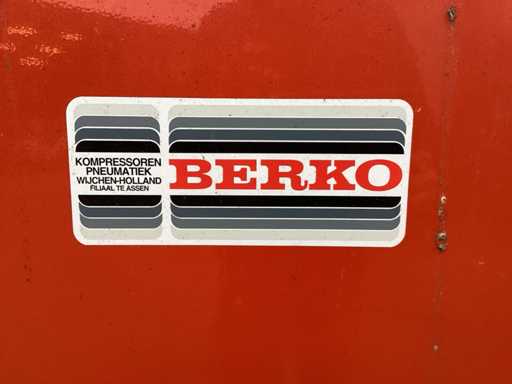 KOMPRESSOREN
PNEUMATIEK
WIJCHEN-HOLLAND
FILIAAL TE ASSEN
BERKO